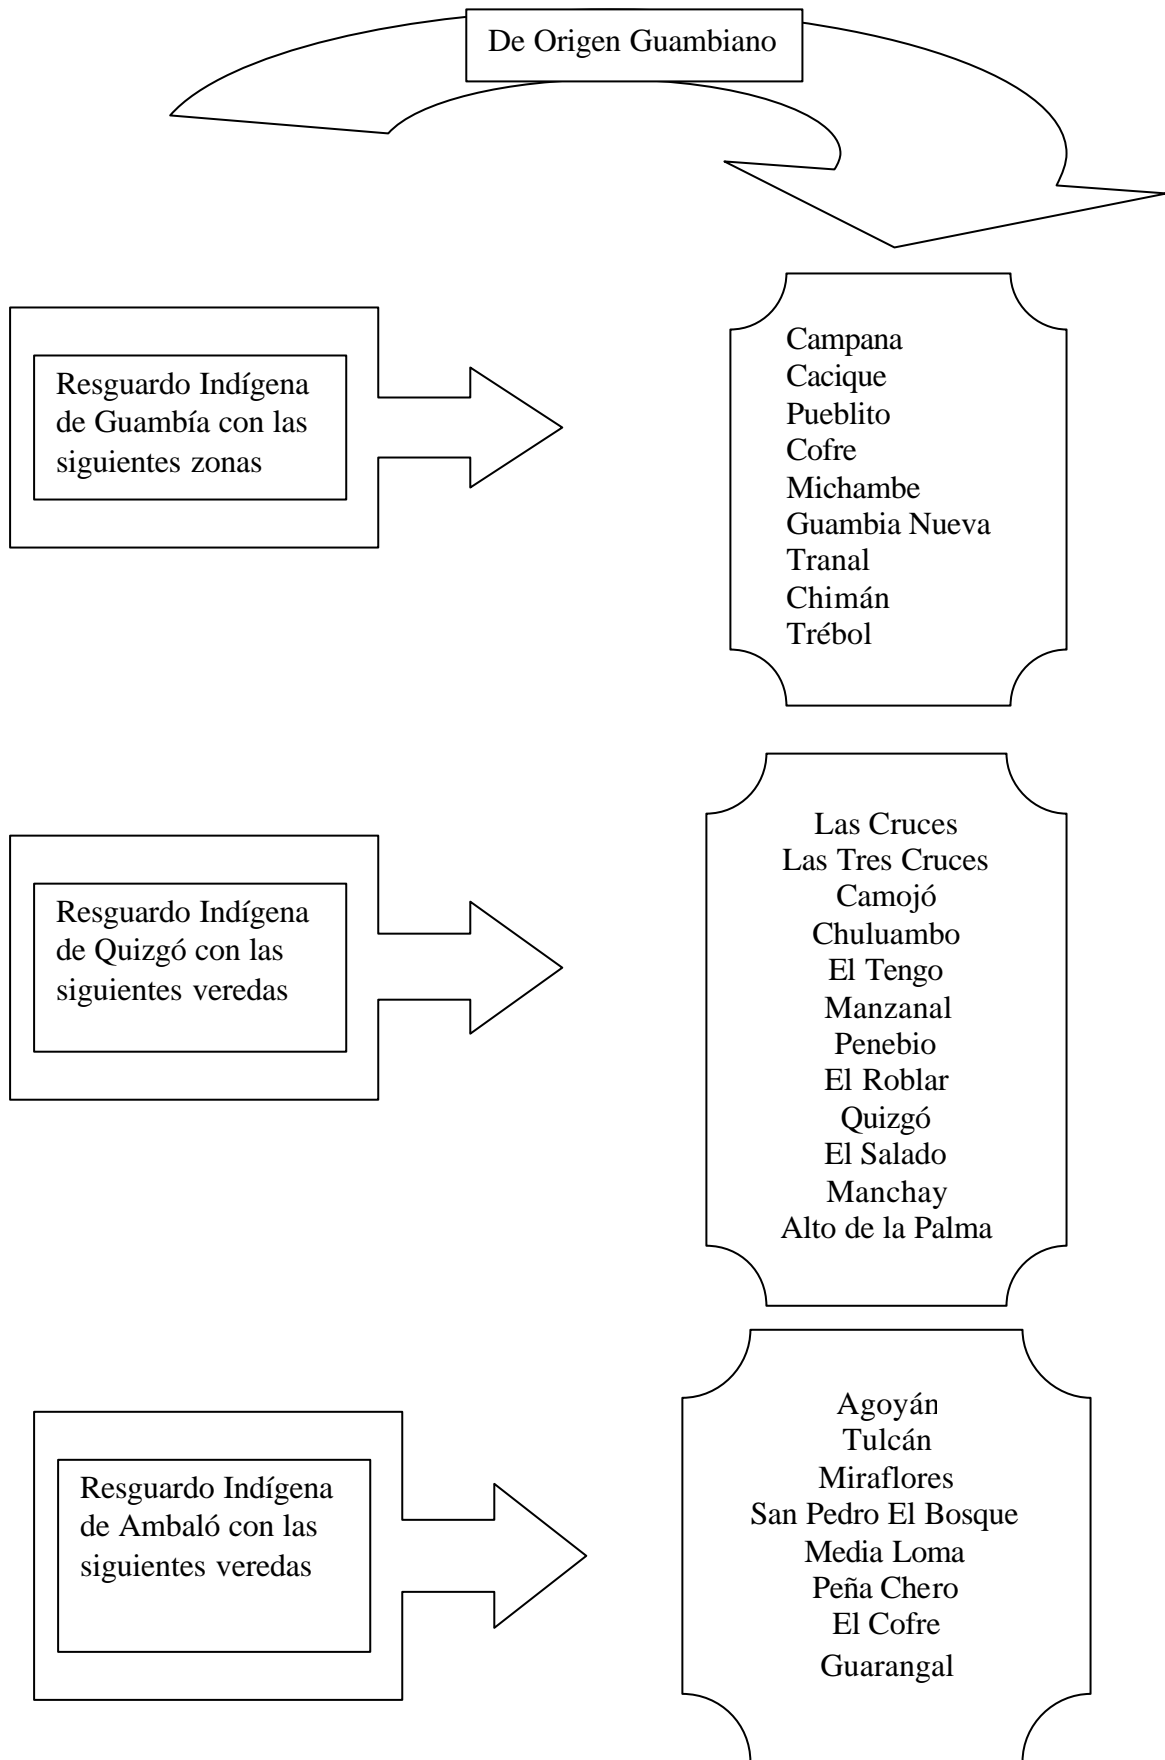 De Origen Guambiano
Resguardo Indígena
de Guambía con las
siguientes zonas
Campana
Cacique
Pueblito
Cofre
Michambe
Guambia Nueva
Tranal
Chimán
Trébol
Resguardo Indígena
de Quizgó con las
siguientes veredas
Las Cruces
Las Tres Cruces
Camojó
Chuluambo
El Tengo
Manzanal
Penebio
El Roblar
Quizgó
El Salado
Manchay
Alto de la Palma
Resguardo Indígena
de Ambaló con las
siguientes veredas
Agoyán
Tulcán
Miraflores
San Pedro El Bosque
Media Loma
Peña Chero
El Cofre
Guarangal